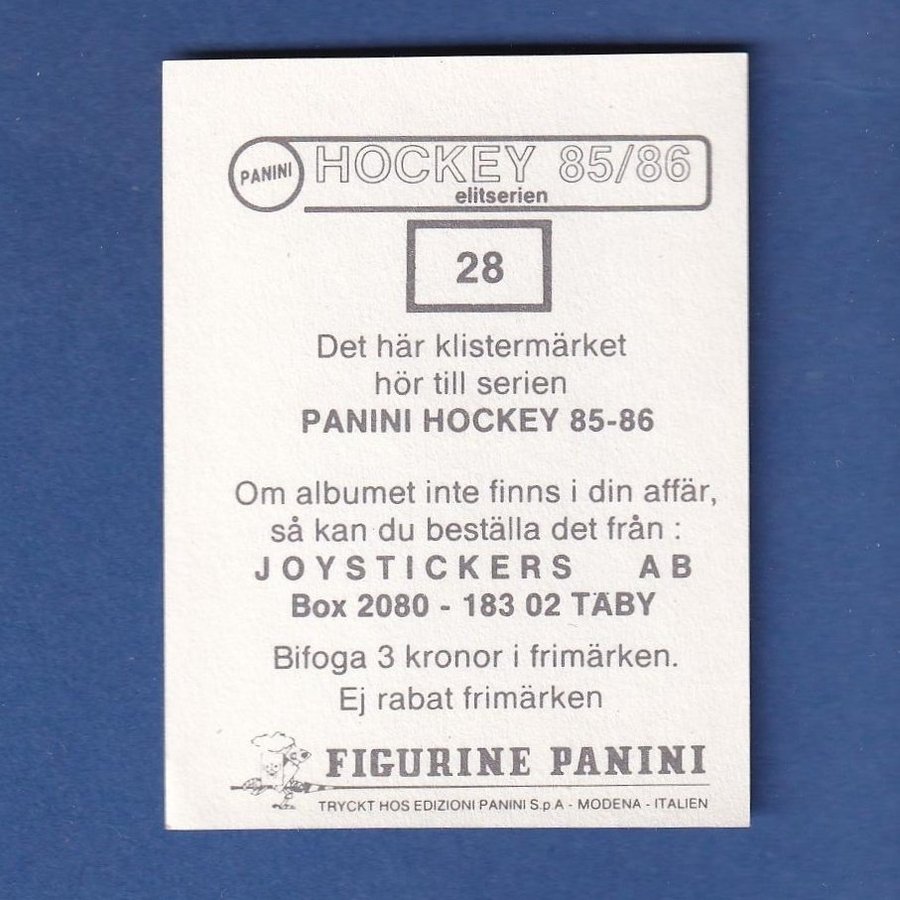 PANINI
HOCKEY 85/86
elitserien
28
Det här klistermärket
hör till serien
PANINI HOCKEY 85-86
Om albumet inte finns i din affär,
så kan du beställa det från :
JOYSTICKERS AB
Box 2080 - 183 02 TÄBY
Bifoga 3 kronor i frimärken.
Ej rabat frimärken
FIGURINE PANINI
TRYCKT HOS EDIZIONI PANINI S.p A - MODENA - ITALIEN